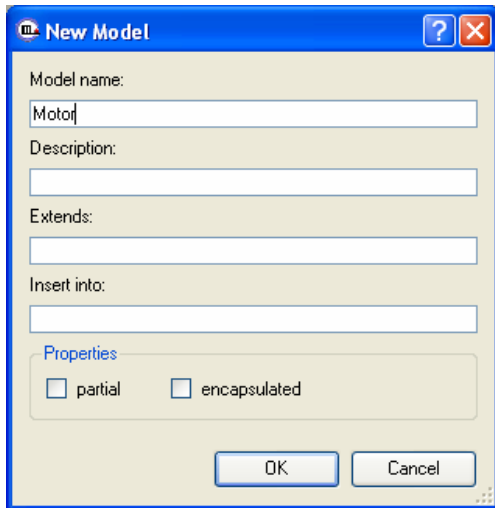 New Model
Model name:
Motor
Description:
Extends:
Insert into:
Properties
partial encapsulated
OK Cancel